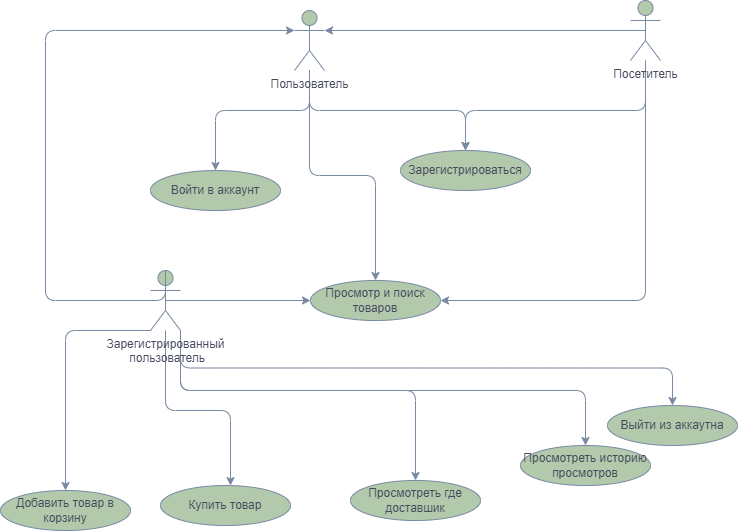 Пользователь
Посетитель
Войти в аккаунт
Зарегистрироваться
Просмотр и поиск
товаров
Зарегистрированный
пользователь
Выйти из аккаутна
Просмотреть историю
просмотров
Добавить товар в
корзину
Купить товар
Просмотреть где
доставшик